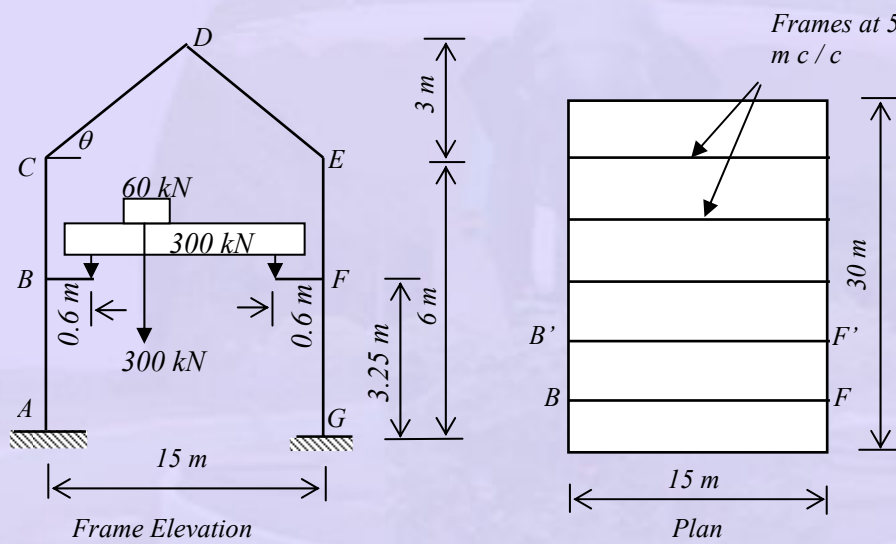 D
θ
C
E
3 m
60 kN
300 kN
B
F
0.6 m
0.6 m
300 kN
3.25 m
6 m
A
G
15 m
Frame Elevation
Frames at 5
m c / c
30 m
B’
F’
B
F
15 m
Plan